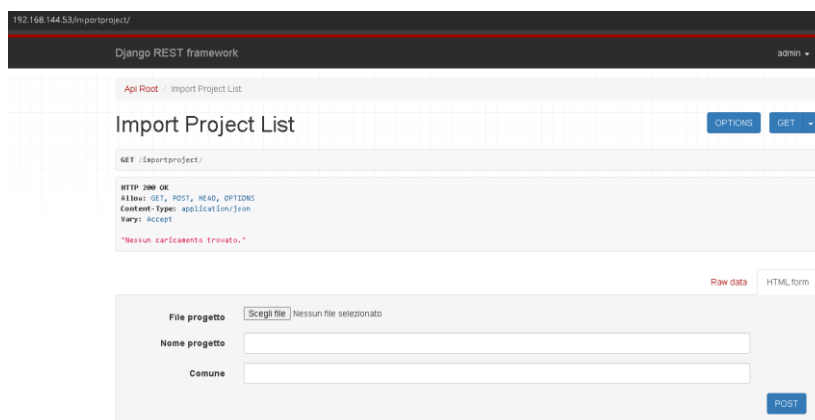 192.168.144.53/importproject/
Django REST framework
admin
Api Root / Import Project List
Import Project List
OPTIONS
GET
GET /importproject/
HTTP 200 OK
Allow: GET, POST, HEAD, OPTIONS
Content-Type: application/json
Vary: Accept
"Nessun caricamento trovato."
Raw data
HTML form
File progetto
Scegli file Nessun file selezionato
Nome progetto
Comune
POST